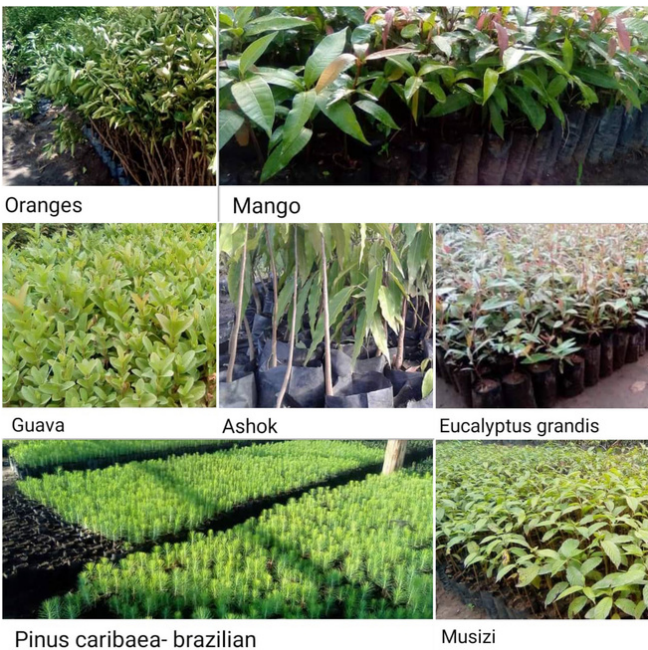 Oranges
Mango
Guava
Ashok
Eucalyptus grandis
Pinus caribaea- brazilian
Musizi